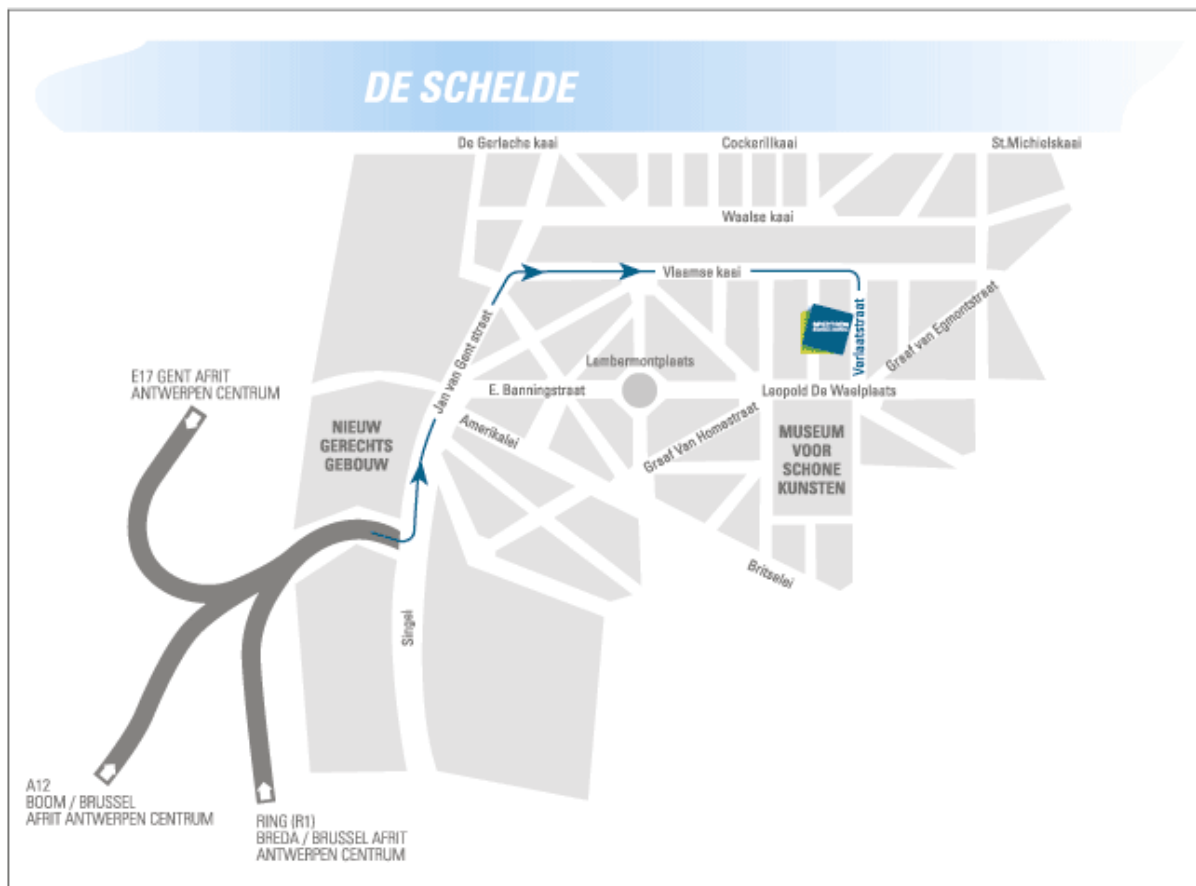 DE SCHELDE
De Gerlache kaai
Cockerillkaai
St.Michielskaai
Waalse kaai
Vlaamse kaai
Jan van Gent straat
Verlaatstraat
Graaf van Egmontstraat
Lembermontplaats
E17 GENT AFRIT
ANTWERPEN CENTRUM
E. Banningstraat
Leopold De Waelplaats
Amerikalei
Graaf Van Homestraat
NIEUW
GERECHTS
GEBOUW
MUSEUM
VOOR
SCHONE
KUNSTEN
Britselei
Singel
A12
BOOM / BRUSSEL
AFRIT ANTWERPEN CENTRUM
RING (R1)
BREDA / BRUSSEL AFRIT
ANTWERPEN CENTRUM